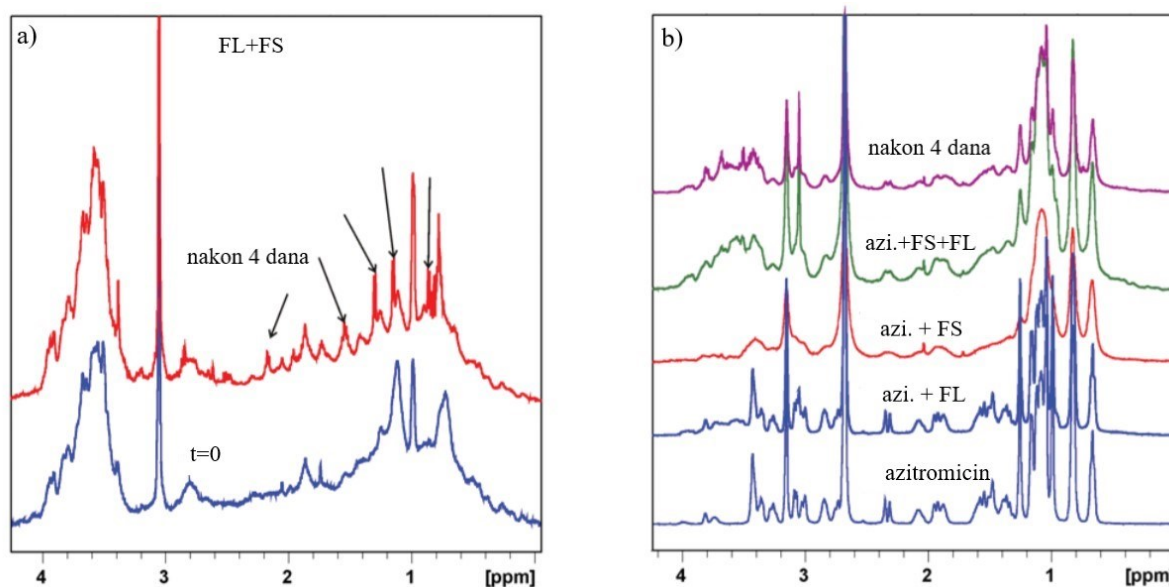 a)
FL+FS
nakon 4 dana
t=0
4 3 2 1 [ppm]
b)
nakon 4 dana
azi.+FS+FL
azi. + FS
azi. + FL
azitromicin
4 3 2 1 [ppm]